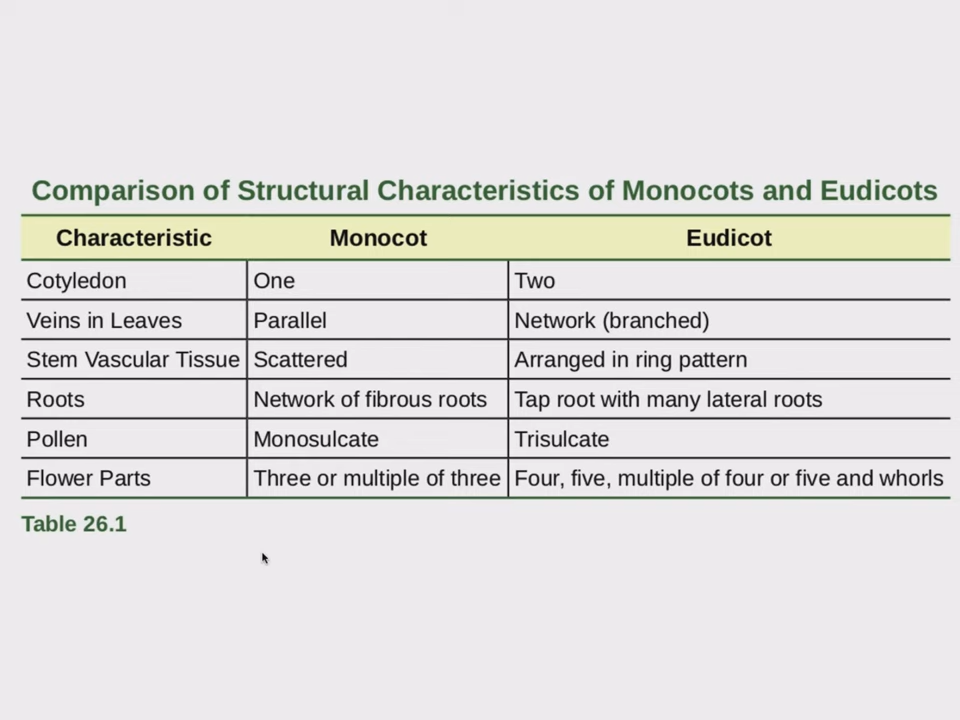 Comparison of Structural Characteristics of Monocots and Eudicots
Characteristic Monocot Eudicot
Cotyledon One Two
Veins in Leaves Parallel Network (branched)
Stem Vascular Tissue Scattered Arranged in ring pattern
Roots Network of fibrous roots Tap root with many lateral roots
Pollen Monosulcate Trisulcate
Flower Parts Three or multiple of three Four, five, multiple of four or five and whorls
Table 26.1